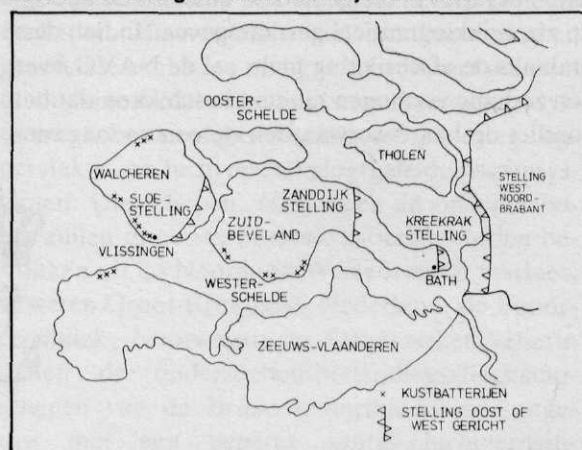 OOSTER-
SCHELDE
THOLEN
WALCHEREN
SLOE-
STELLING
ZANDDIJK
STELLING
STELLING
WEST
NOORD-
BRABANT
ZUID-
BEVELAND
KREEKRAK
STELLING
VLISSINGEN
BATH
WESTER-
SCHELDE
ZEEUWS-VLAANDEREN
KUSTBATTERIJEN
STELLING OOST OF
WEST GERICHT